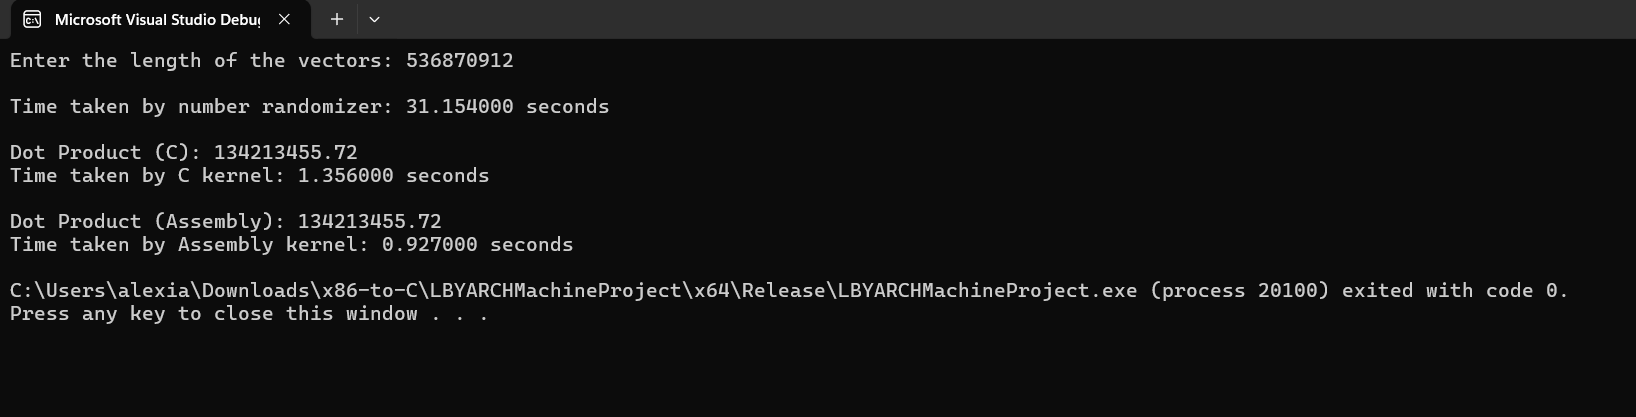 Microsoft Visual Studio Debu
Enter the length of the vectors: 536870912
Time taken by number randomizer: 31.154000 seconds
Dot Product (C): 134213455.72
Time taken by C kernel: 1.356000 seconds
Dot Product (Assembly): 134213455.72
Time taken by Assembly kernel: 0.927000 seconds
C:\Users\alexia\Downloads\x86-to-C\LBYARCHMachineProject\x64\Release\LBYARCHMachineProject.exe (process 20100) exited with code 0.
Press any key to close this window . . .